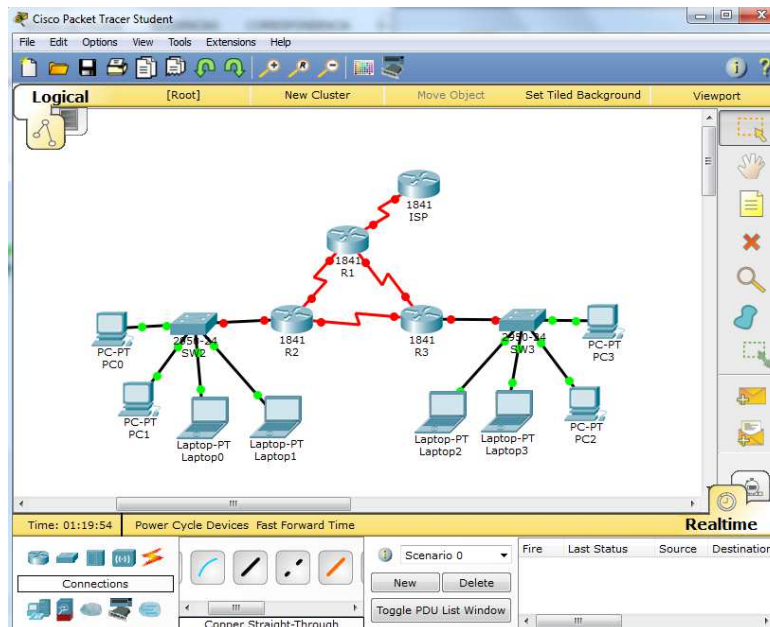 Cisco Packet Tracer Student
File Edit Options View Tools Extensions Help
Logical [Root] New Cluster Move Object Set Tiled Background Viewport
1841
ISP
1841
R1
1841
R2
1841
R3
2950-24
SW2
2950-24
SW3
PC-PT
PC0
PC-PT
PC3
PC-PT
PC1
Laptop-PT
Laptop0
Laptop-PT
Laptop1
Laptop-PT
Laptop2
Laptop-PT
Laptop3
PC-PT
PC2
Time: 01:19:54 Power Cycle Devices Fast Forward Time Realtime
Connections
Copper Straight-Through
Scenario 0
New Delete
Toggle PDU List Window
Fire Last Status Source Destination